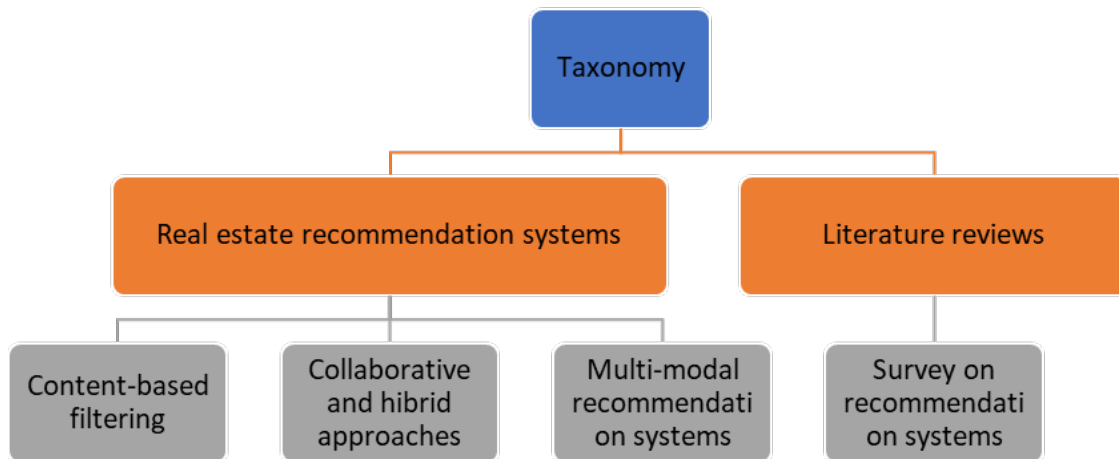 Taxonomy
Real estate recommendation systems
Literature reviews
Content-based
filtering
Collaborative
and hibrid
approaches
Multi-modal
recommendati
on systems
Survey on
recommendati
on systems